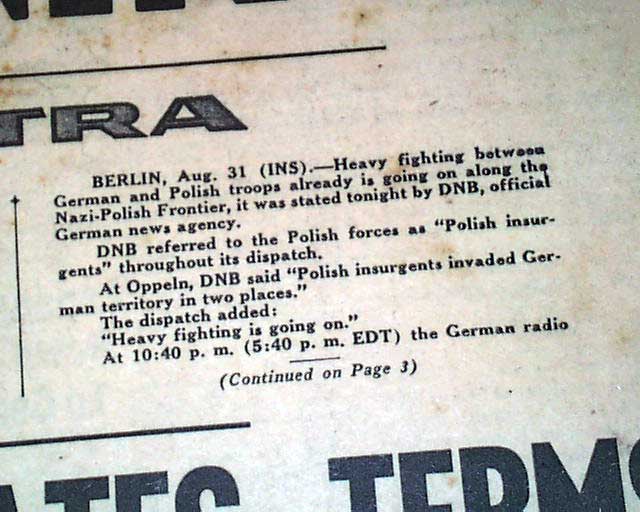 TRA
BERLIN, Aug. 31 (INS).—Heavy fighting between
German and Polish troops already is going on along the
Nazi-Polish Frontier, it was stated tonight by DNB, official
German news agency.
DNB referred to the Polish forces as "Polish insur-
gents" throughout its dispatch.
At Oppeln, DNB said "Polish insurgents invaded Ger-
man territory in two places."
The dispatch added:
"Heavy fighting is going on."
At 10:40 p. m. (5:40 p. m. EDT) the German radio
(Continued on Page 3)
ATES TERMS